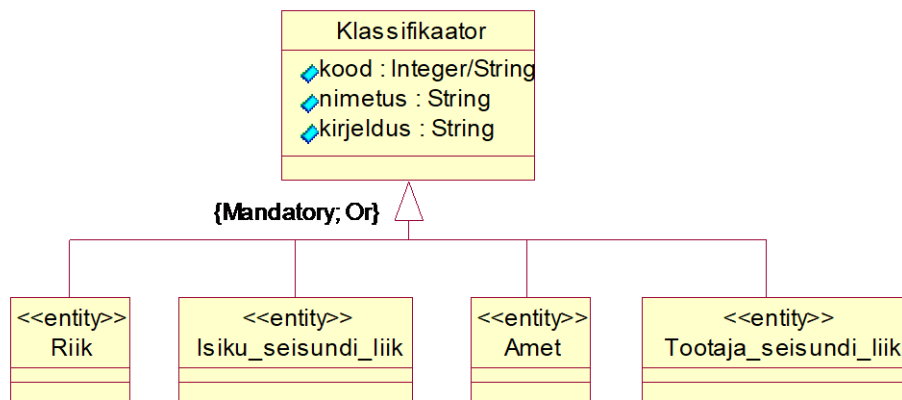 Klassifikaator
kood : Integer/String
nimetus : String
kirjeldus : String
{Mandatory; Or}
<<entity>>
Riik
<<entity>>
Isiku_seisundi_liik
<<entity>>
Amet
<<entity>>
Tootaja_seisundi_liik